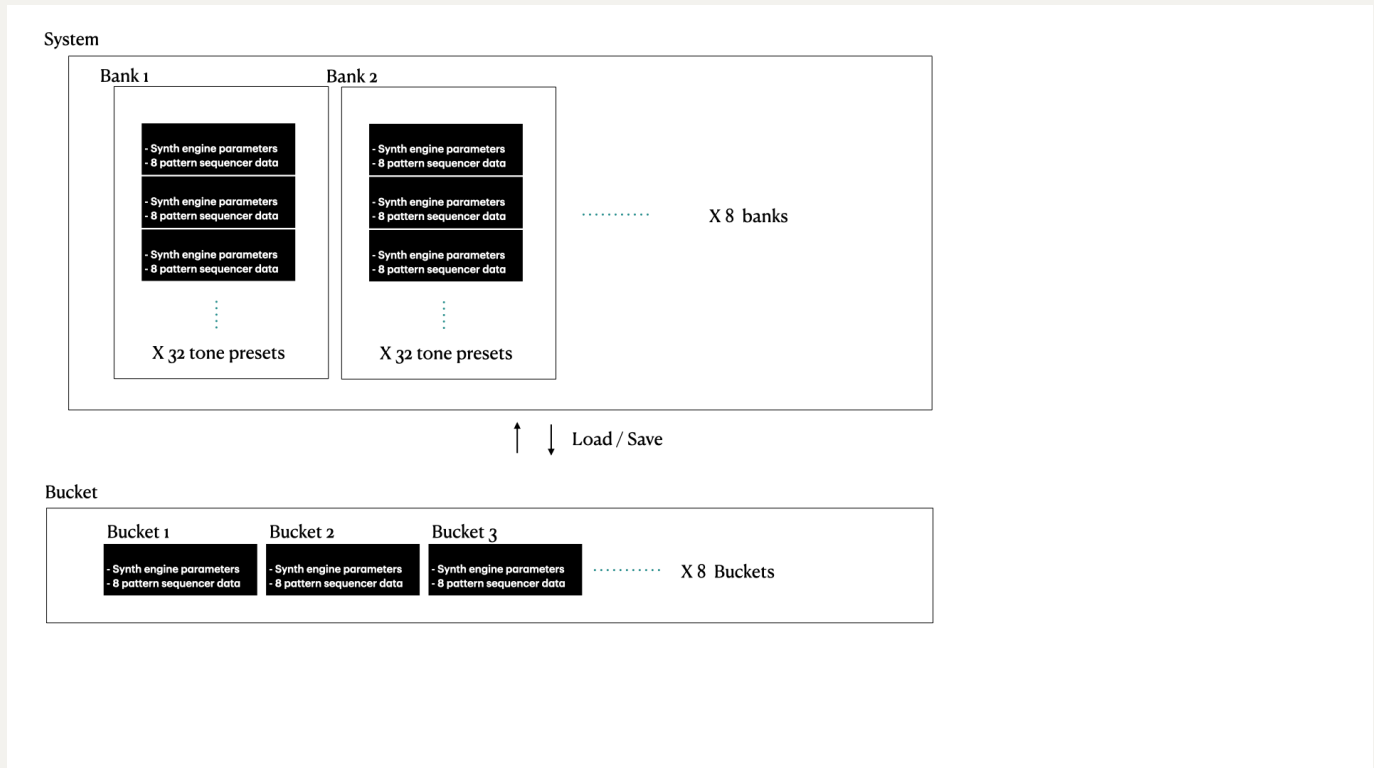 System
Bank 1
Bank 2
- Synth engine parameters
- 8 pattern sequencer data
- Synth engine parameters
- 8 pattern sequencer data
- Synth engine parameters
- 8 pattern sequencer data
X 32 tone presets
- Synth engine parameters
- 8 pattern sequencer data
- Synth engine parameters
- 8 pattern sequencer data
- Synth engine parameters
- 8 pattern sequencer data
X 32 tone presets
X 8 banks
Load / Save
Bucket
Bucket 1
- Synth engine parameters
- 8 pattern sequencer data
Bucket 2
- Synth engine parameters
- 8 pattern sequencer data
Bucket 3
- Synth engine parameters
- 8 pattern sequencer data
X 8 Buckets